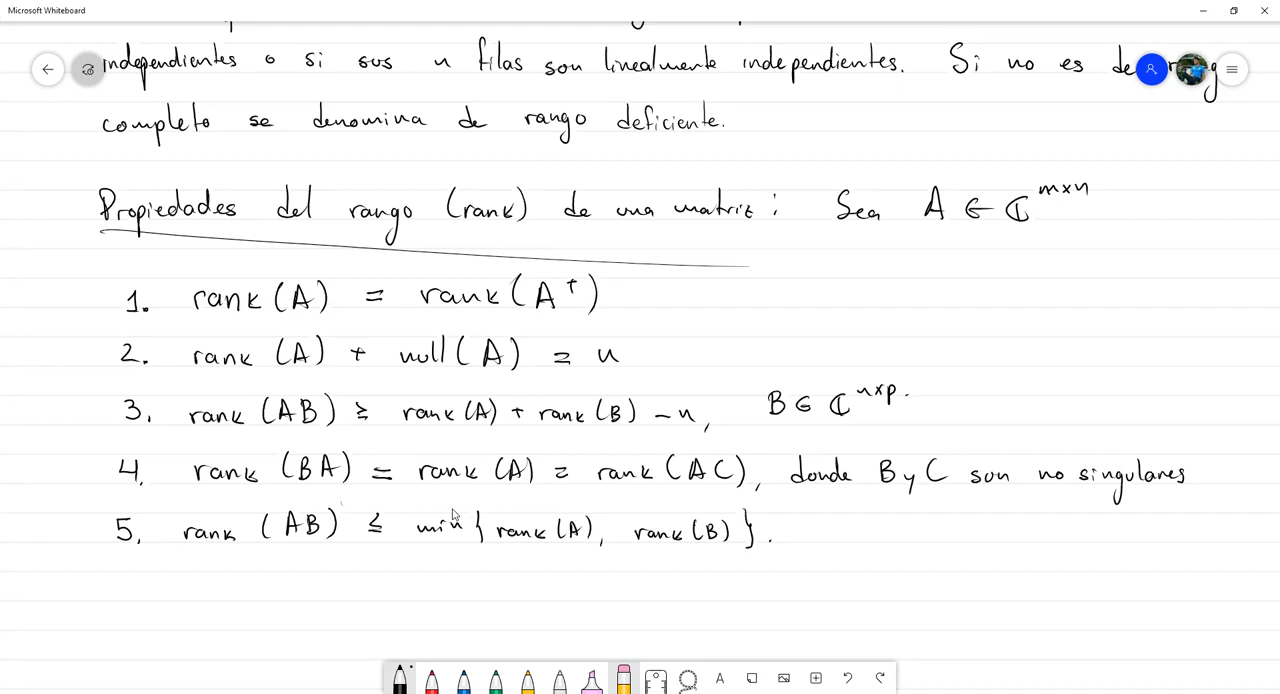 Microsoft Whiteboard
independientes o si sus n filas son linealmente independientes. Si no es de
completo se denomina de rango deficiente.
Propiedades del rango (rank) de una matriz: Sea A ∈ ℂ^{m×n}
1. rank(A) = rank(A^†)
2. rank(A) + null(A) = n
3. rank(AB) ≥ rank(A) + rank(B) - n, B ∈ ℂ^{n×p}.
4. rank(BA) = rank(A) = rank(AC), donde B y C son no singulares
5. rank(AB) ≤ min{rank(A), rank(B)}.